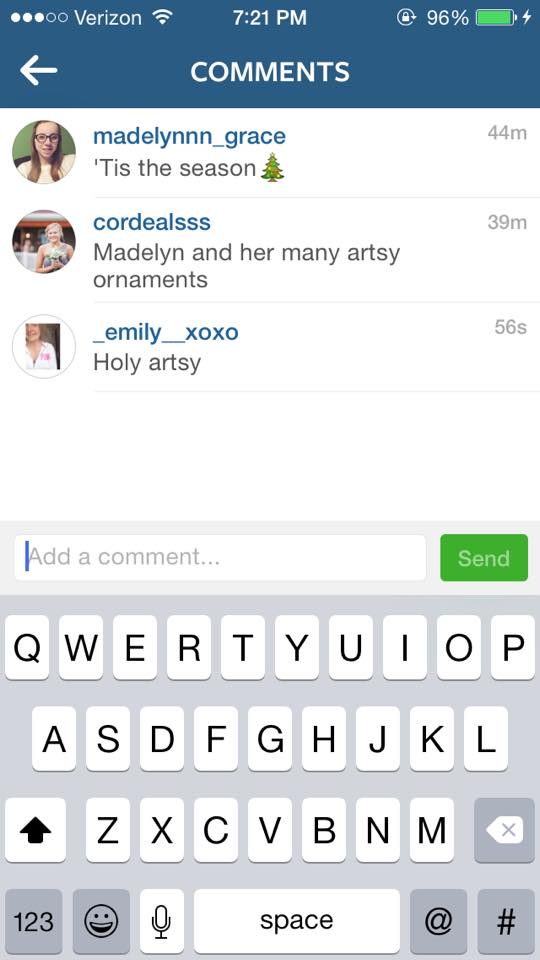 Verizon 7:21 PM 96%
COMMENTS
madelynnn_grace 44m
'Tis the season🎄
cordealsss 39m
Madelyn and her many artsy
ornaments
_emily__xoxo 56s
Holy artsy
Add a comment... Send
Q W E R T Y U I O P
A S D F G H J K L
Z X C V B N M
123 space @ #